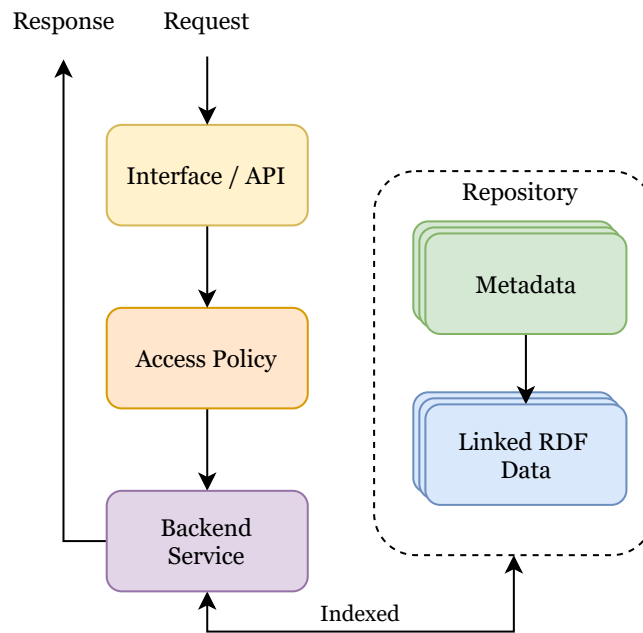 Response
Request
Interface / API
Access Policy
Backend
Service
Repository
Metadata
Linked RDF
Data
Indexed